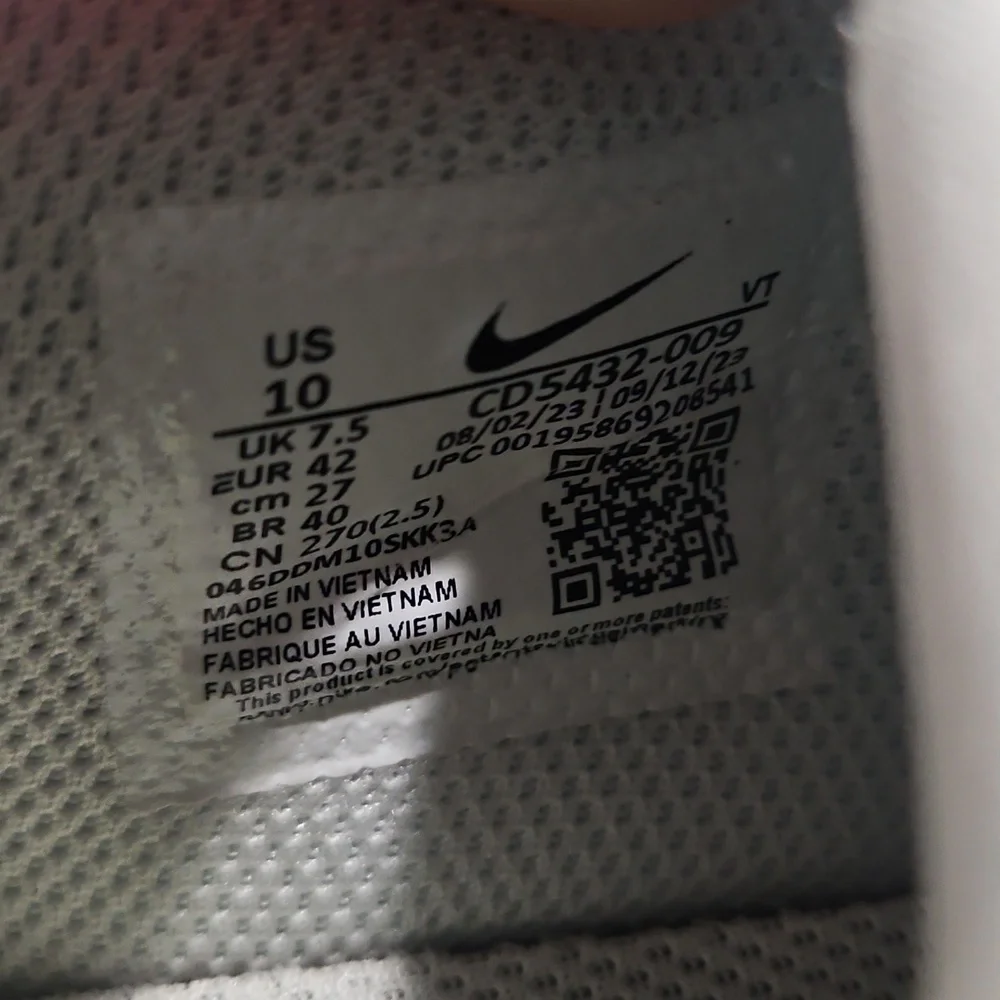 US
10
VT
CD5432-009
UK 7.5
08/02/23 | 09/12/23
EUR 42
UPC 00195869208541
cm 27
BR 40
CN 270(2.5)
046DDM10SKK3A
MADE IN VIETNAM
HECHO EN VIETNAM
FABRIQUE AU VIETNAM
FABRICADO NO VIETNA
This product is covered by one or more patents: